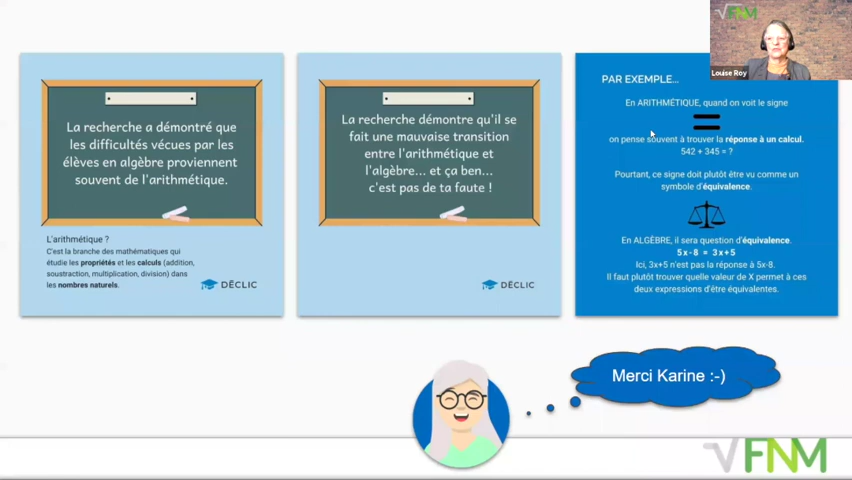 La recherche a démontré que
les difficultés vécues par les
élèves en algèbre proviennent
souvent de l'arithmétique.
L'arithmétique ?
C'est la branche des mathématiques qui
étudie les propriétés et les calculs (addition,
soustraction, multiplication, division) dans
les nombres naturels.
DĒCLIC
La recherche démontre qu'il se
fait une mauvaise transition
entre l'arithmétique et
l'algèbre... et ça ben...
c'est pas de ta faute !
DĒCLIC
PAR EXEMPLE...
En ARITHMÉTIQUE, quand on voit le signe
=
on pense souvent à trouver la réponse à un calcul.
542 + 345 = ?
Pourtant, ce signe doit plutôt être vu comme un
symbole d'équivalence.
En ALGÈBRE, il sera question d'équivalence.
5x-8 = 3x+5
Ici, 3x+5 n'est pas la réponse à 5x-8.
Il faut plutôt trouver quelle valeur de X permet à ces
deux expressions d'être équivalentes.
VFNM
Louise Roy
Merci Karine :-)
VFNM